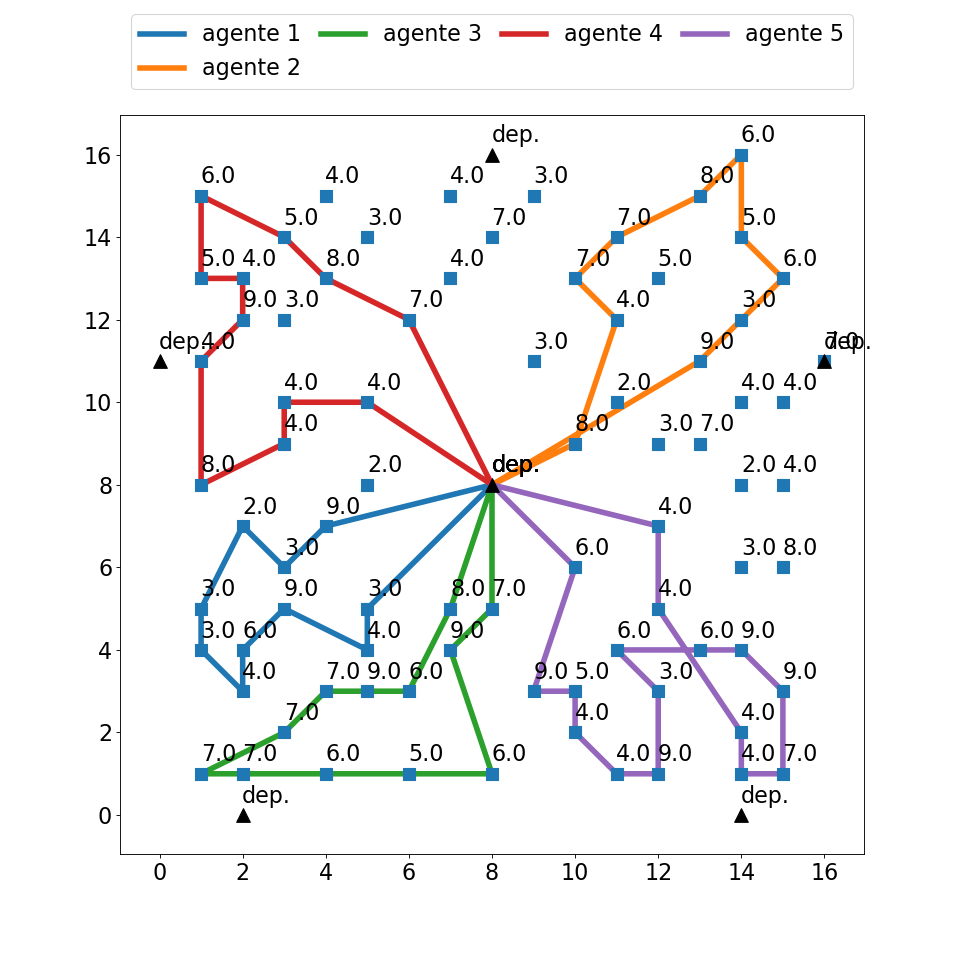 agente 1 agente 3 agente 4 agente 5
agente 2
6.0
dep.
16
6.0 4.0 4.0 3.0 8.0
5.0 3.0 7.0 7.0 5.0
14
5.0 4.0 8.0 4.0 7.0 5.0 6.0
9.0 3.0 7.0 4.0 3.0
12
dep. 4.0 3.0 9.0 7.0 dep.
4.0 4.0 2.0 4.0 4.0
10
4.0 8.0 3.0 7.0
8.0 2.0 dep. dep. 2.0 4.0
8
2.0 9.0 4.0
3.0 6.0 3.0 8.0
6
3.0 9.0 3.0 8.0 7.0 4.0
3.0 6.0 4.0 9.0 6.0 6.0 9.0
4
4.0 7.0 9.0 6.0 9.0 5.0 3.0 9.0
7.0 4.0 4.0
2
7.0 7.0 6.0 5.0 6.0 4.0 9.0 4.0 7.0
dep. dep.
0
0 2 4 6 8 10 12 14 16